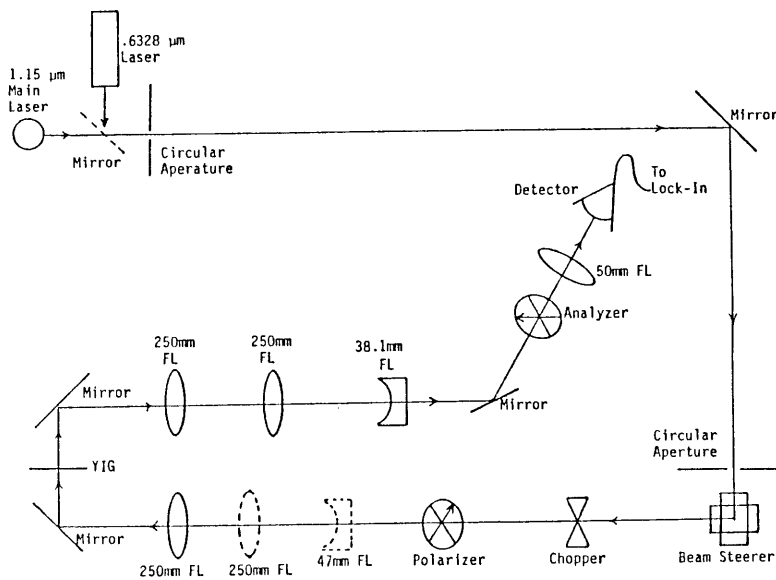 .6328 µm
Laser
1.15 µm
Main
Laser
Mirror
Circular
Aperature
Mirror
To
Lock-In
Detector
50mm FL
Analyzer
250mm
FL
250mm
FL
38.1mm
FL
Mirror
Mirror
Circular
Aperture
YIG
Mirror
250mm FL
250mm FL
47mm FL
Polarizer
Chopper
Beam Steerer